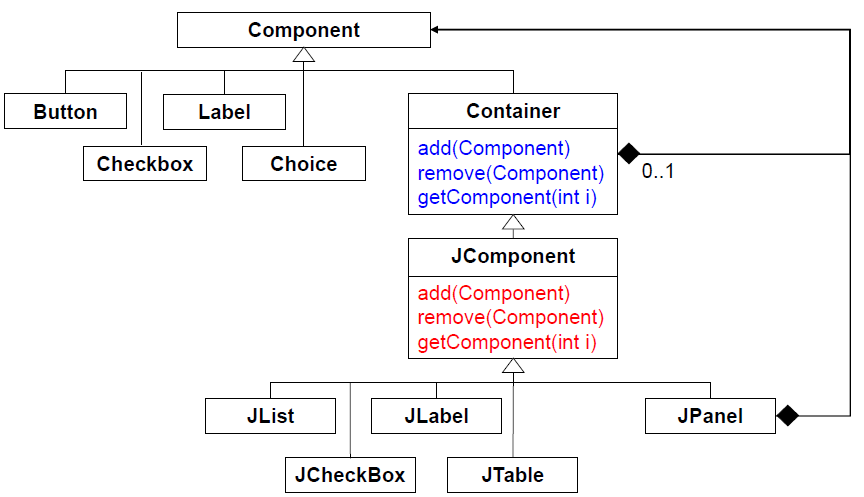 Component
Button
Label
Container
Checkbox
Choice
add(Component)
remove(Component)
getComponent(int i)
0..1
JComponent
add(Component)
remove(Component)
getComponent(int i)
JList
JLabel
JPanel
JCheckBox
JTable